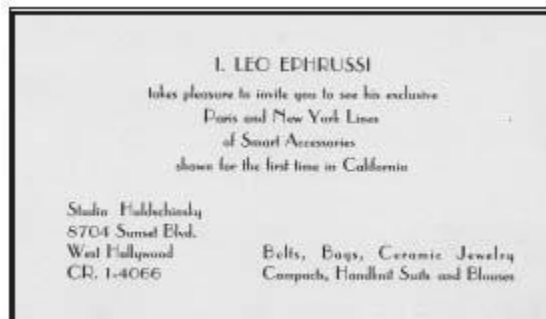 I. LEO EPHRUSSI
takes pleasure to invite you to see his exclusive
Paris and New York Lines
of Smart Accessories
shown for the first time in California
Studio Huldschinsky
8704 Sunset Blvd.
West Hollywood
CR. 1-4066
Belts, Bags, Ceramic Jewelry
Compacts, Handknit Suits and Blouses